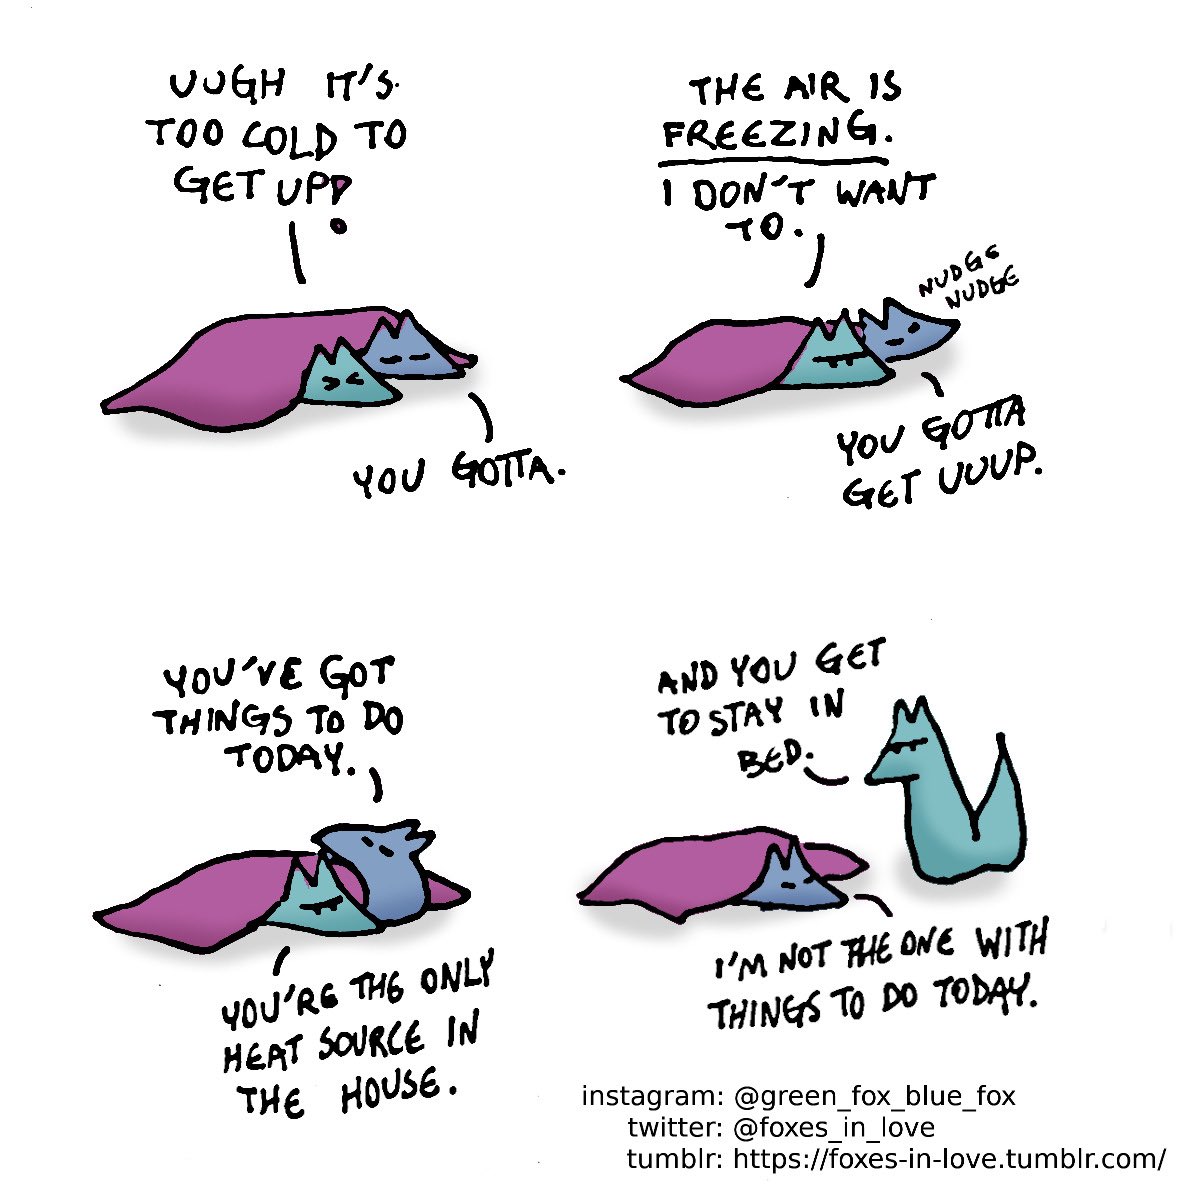 UUGH IT'S
TOO COLD TO
GET UP!
YOU GOTTA.
THE AIR IS
FREEZING.
I DON'T WANT
TO.
NUDGE
NUDGE
YOU GOTTA
GET UUUP.
YOU'VE GOT
THINGS TO DO
TODAY.
YOU'RE THE ONLY
HEAT SOURCE IN
THE HOUSE.
AND YOU GET
TO STAY IN
BED.
I'M NOT THE ONE WITH
THINGS TO DO TODAY.
instagram: @green_fox_blue_fox
twitter: @foxes_in_love
tumblr: https://foxes-in-love.tumblr.com/